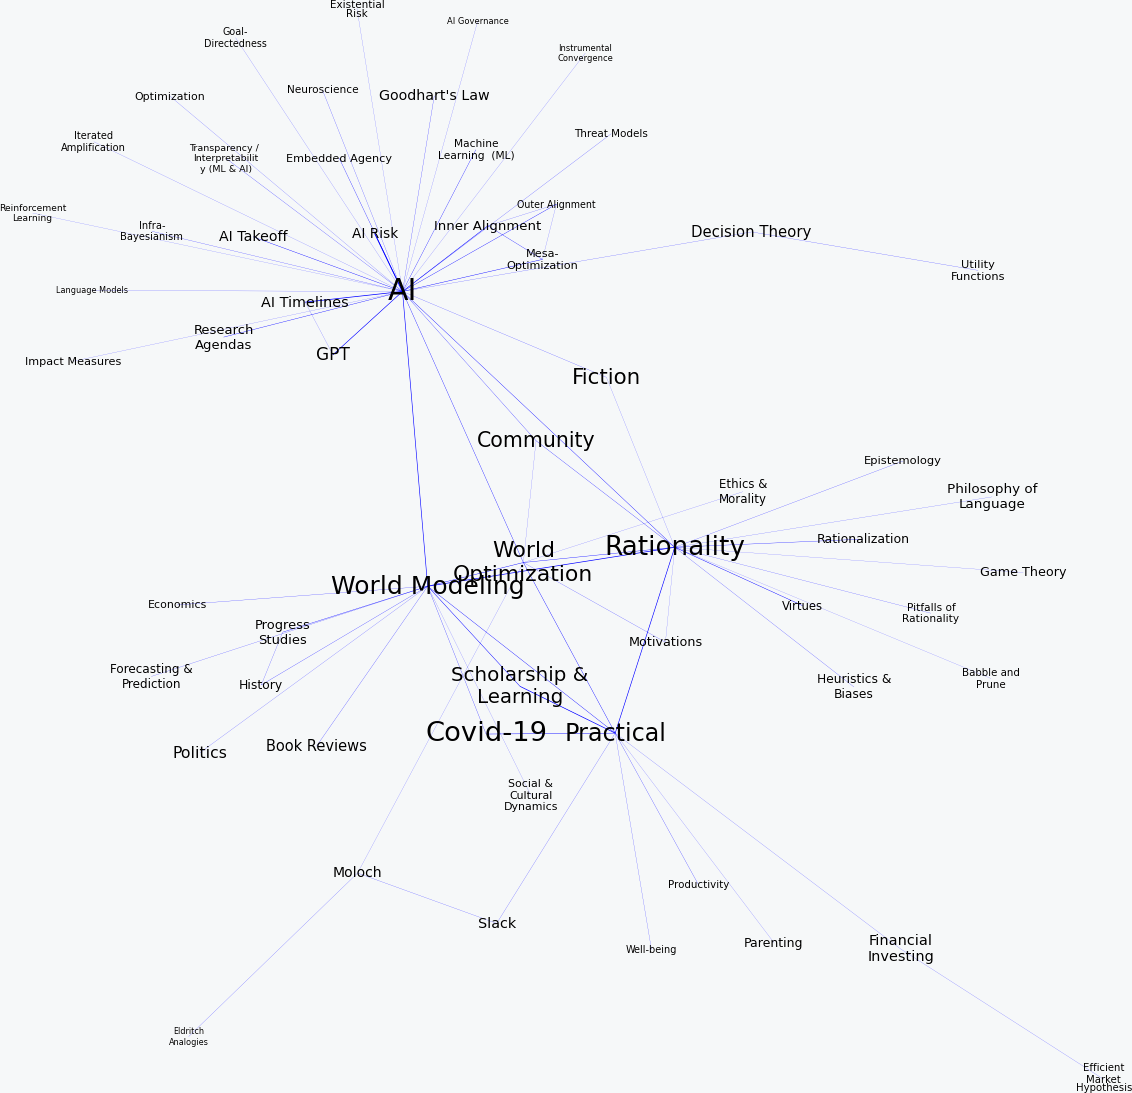 Existential
Risk
AI Governance
Goal-
Directedness
Instrumental
Convergence
Neuroscience
Goodhart's Law
Optimization
Threat Models
Iterated
Amplification
Machine
Learning (ML)
Transparency /
Interpretabilit
y (ML & AI)
Embedded Agency
Outer Alignment
Reinforcement
Learning
Infra-
Bayesianism
AI Takeoff
AI Risk
Inner Alignment
Decision Theory
Mesa-
Optimization
Utility
Functions
Language Models
AI
AI Timelines
Research
Agendas
GPT
Impact Measures
Fiction
Community
Epistemology
Ethics &
Morality
Philosophy of
Language
Rationalization
World
Optimization
Rationality
Game Theory
World Modeling
Economics
Virtues
Pitfalls of
Rationality
Progress
Studies
Motivations
Forecasting &
Prediction
History
Scholarship &
Learning
Heuristics &
Biases
Babble and
Prune
Covid-19
Practical
Politics
Book Reviews
Social &
Cultural
Dynamics
Moloch
Productivity
Slack
Well-being
Parenting
Financial
Investing
Eldritch
Analogies
Efficient
Market
Hypothesis